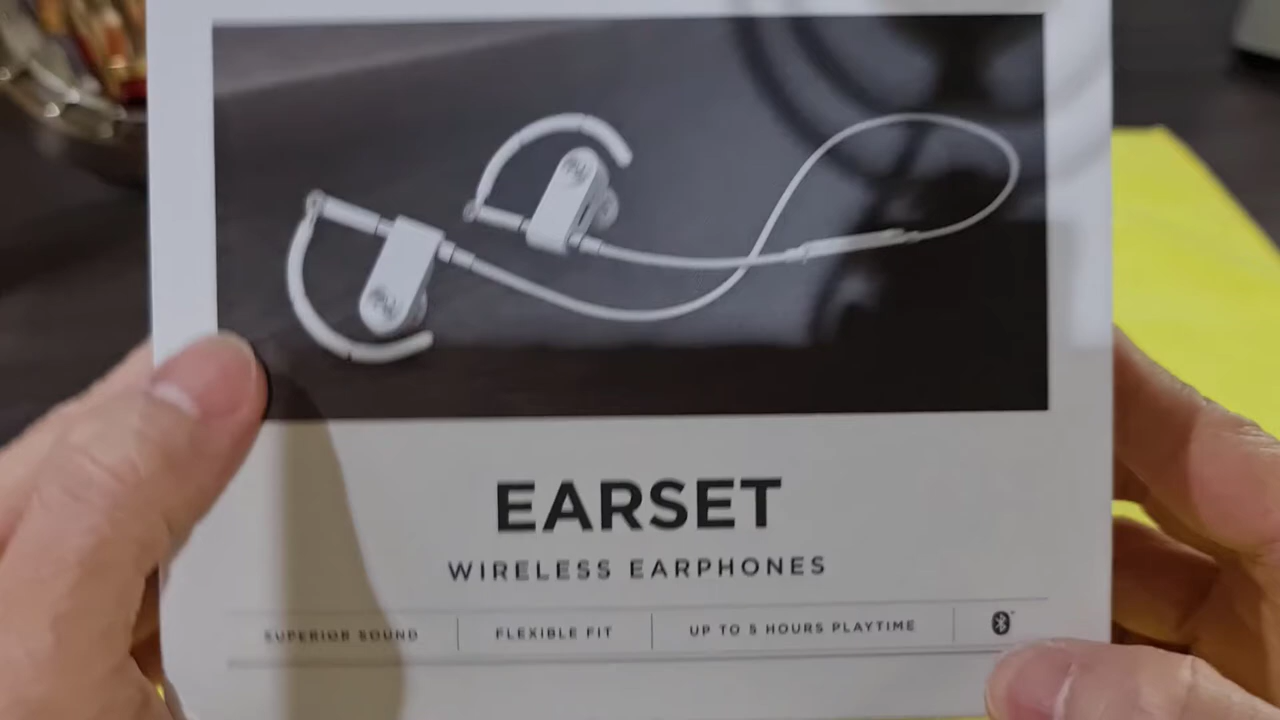 EARSET
WIRELESS EARPHONES
SUPERIOR SOUND
FLEXIBLE FIT
UP TO 5 HOURS PLAYTIME